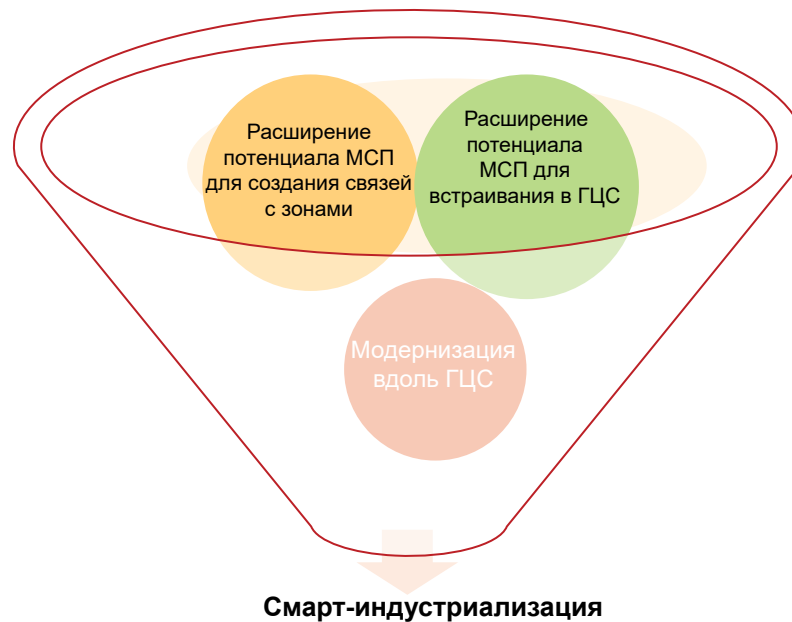 Расширение
потенциала МСП
для создания связей
с зонами
Расширение
потенциала
МСП для
встраивания в ГЦС
Модернизация
вдоль ГЦС
Смарт-индустриализация